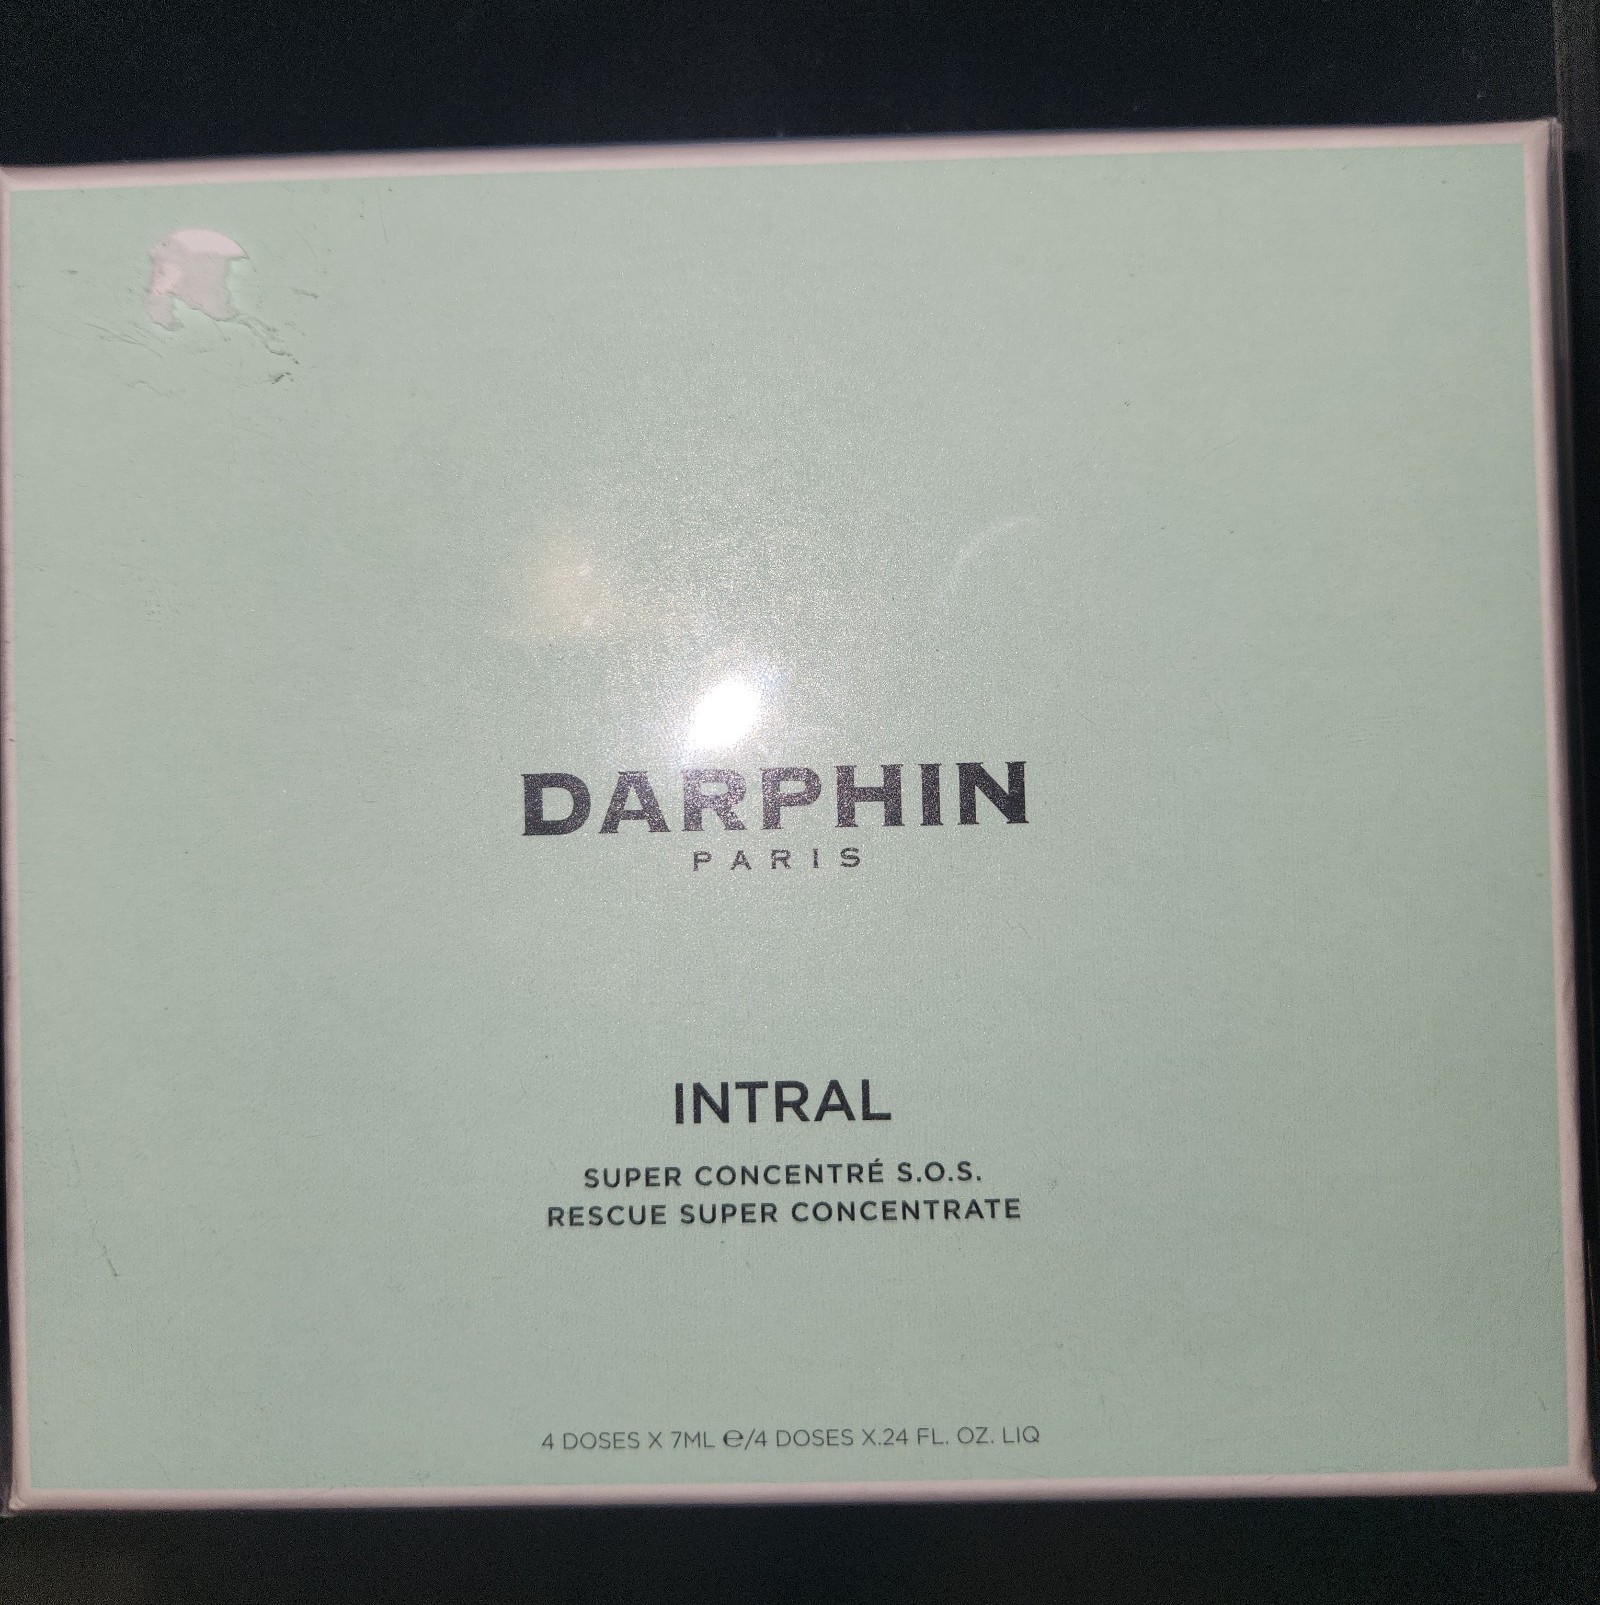 DARPHIN
PARIS
INTRAL
SUPER CONCENTRÉ S.O.S.
RESCUE SUPER CONCENTRATE
4 DOSES X 7ML ℮/4 DOSES X.24 FL. OZ. LIQ